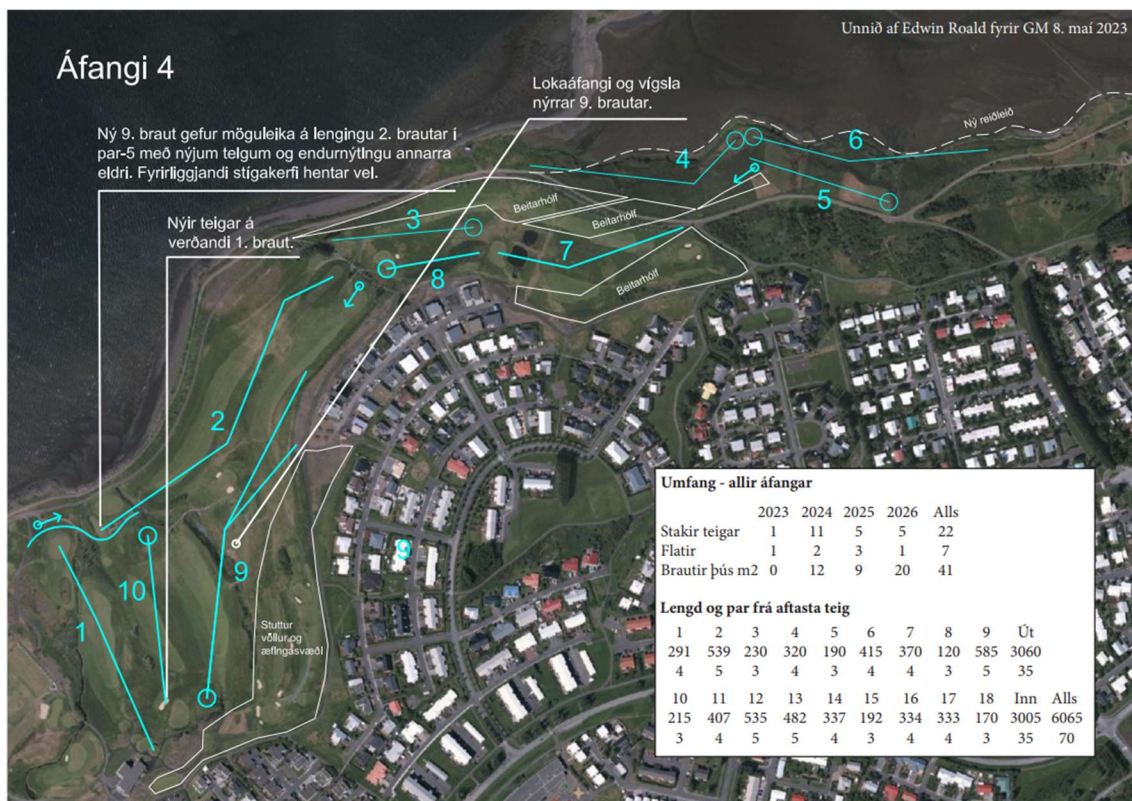 Unnið af Edwin Roald fyrir GM 8. maí 2023
Áfangi 4
Lokaáfangi og vígsla
nýrrar 9. brautar.
Ný 9. braut gefur möguleika á lengingu 2. brautar í
par-5 með nýjum teigum og endurnýtingu annarra
eldri. Fyrirliggjandi stígakerfi hentar vel.
Nýir teigar á
verðandi 1. braut.
Ný reiðleið
4
6
5
3
7
8
2
9
10
1
9
Beitarhólf
Beitarhólf
Beitarhólf
Stuttur
völlur og
æfingasvæði
Umfang - allir áfangar
2023 2024 2025 2026 Alls
Stakir teigar 1 11 5 5 22
Flatir 1 2 3 1 7
Brautir þús m2 0 12 9 20 41
Lengd og par frá aftasta teig
1 2 3 4 5 6 7 8 9 Út
291 539 230 320 190 415 370 120 585 3060
4 5 3 4 3 4 4 3 5 35
10 11 12 13 14 15 16 17 18 Inn Alls
215 407 535 482 337 192 334 333 170 3005 6065
3 4 5 5 4 3 4 4 3 35 70